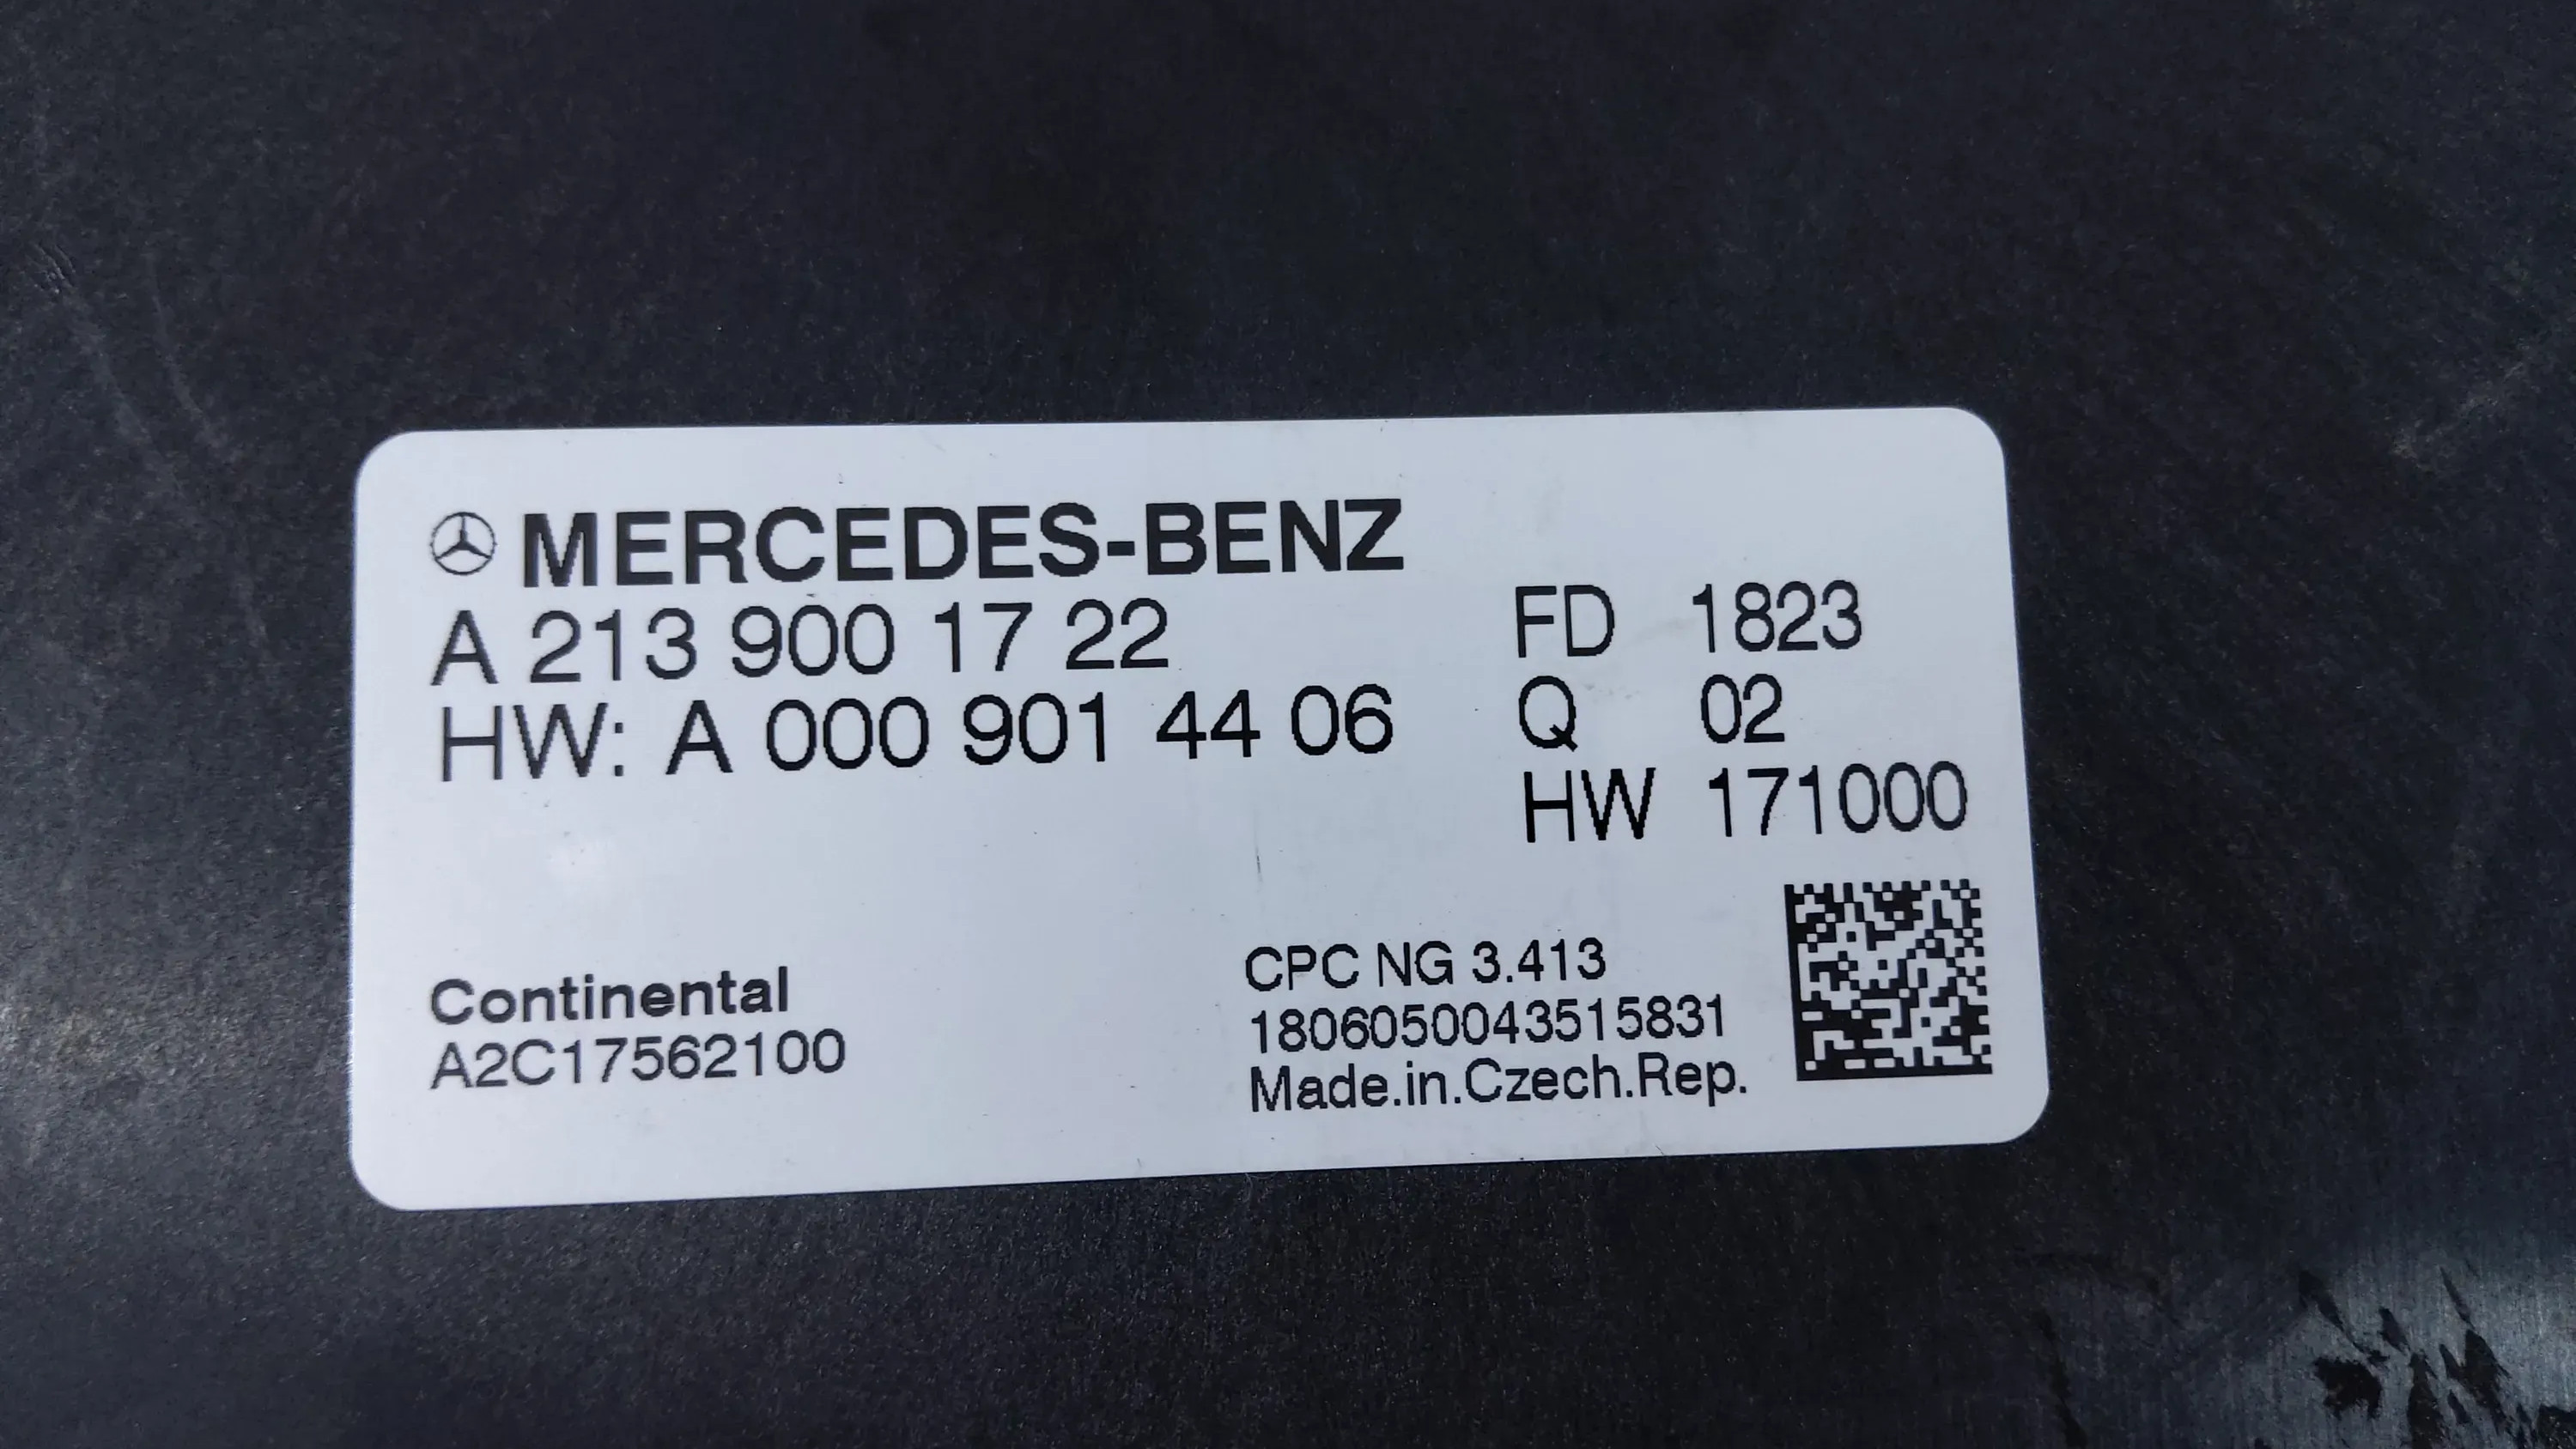 MERCEDES-BENZ
A 213 900 17 22
HW: A 000 901 44 06
FD 1823
Q 02
HW 171000
Continental
A2C17562100
CPC NG 3.413
1806050043515831
Made.in.Czech.Rep.